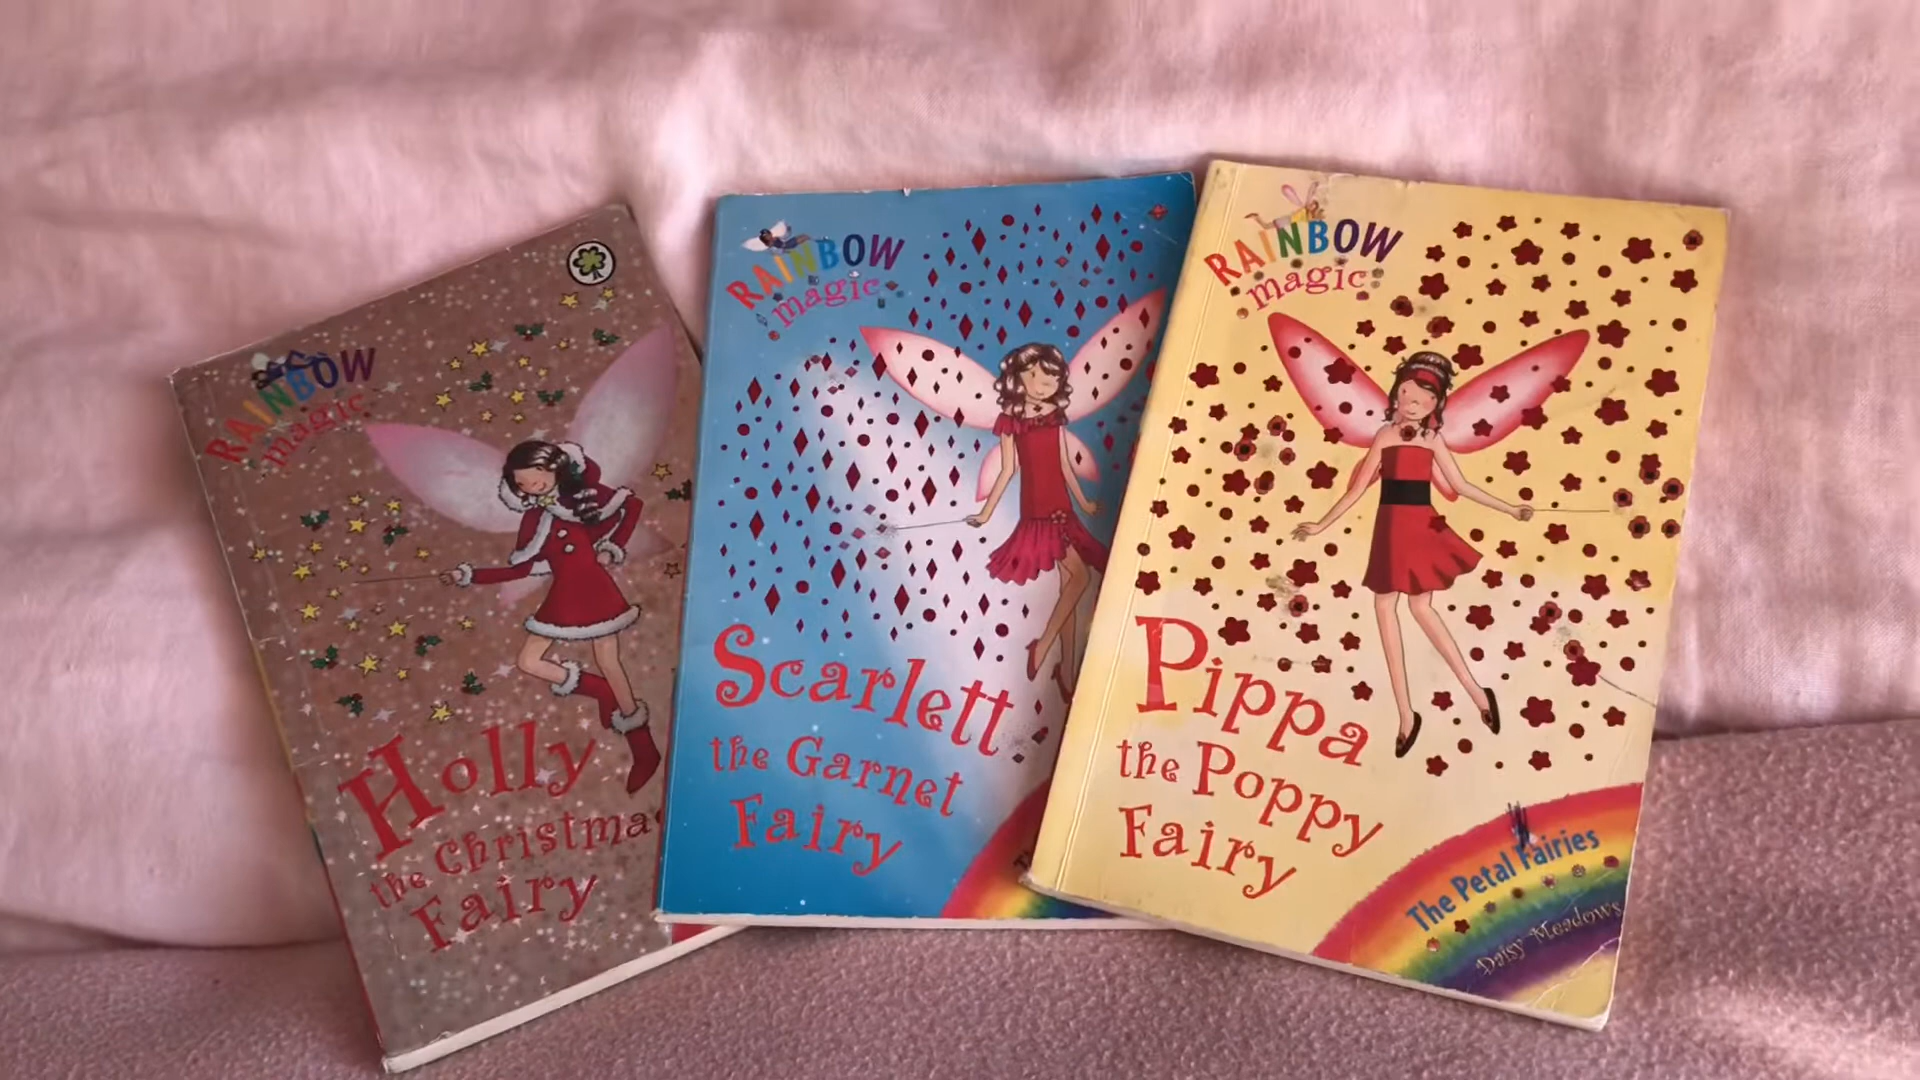 RAINBOW
magic
Holly
the Christma
Fairy
RAINBOW
magic
Scarlett
the Garnet
Fairy
RAINBOW
magic
Pippa
the Poppy
Fairy
The Petal Fairies
Daisy Meadows